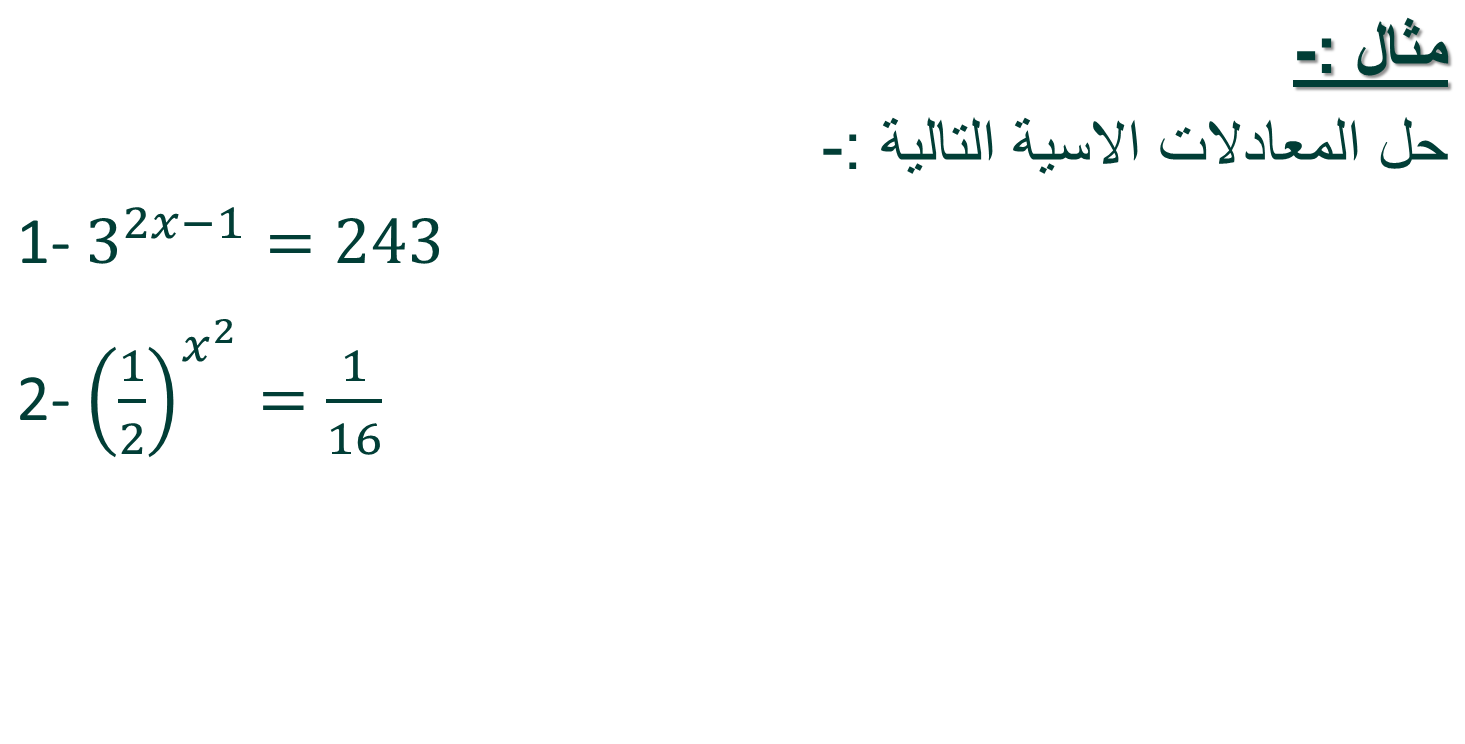 مثال :-
حل المعادلات الاسية التالية :-
1- 3^{2x−1} = 243
2- (1/2)^{x^2} = 1/16